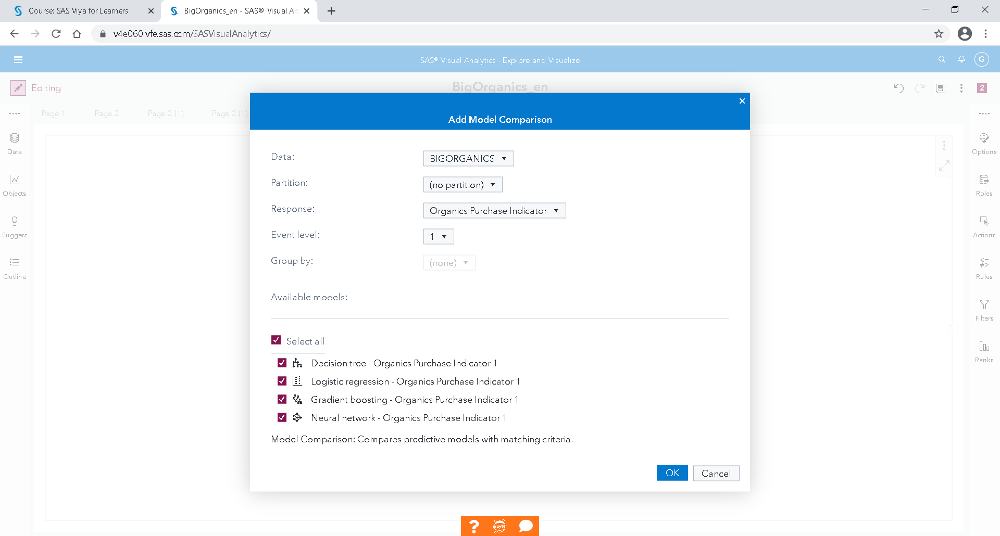 Course: SAS Viya for Learners
BigOrganics_en - SAS® Visual An
v4e060.vfe.sas.com/SASVisualAnalytics/
SAS® Visual Analytics - Explore and Visualize
G
Editing
BigOrganics_en
2
Page 1
Page 2
Page 2 (1)
Page 2 (1)
Data
Objects
Suggest
Outline
Options
Roles
Actions
Rules
Filters
Ranks
Add Model Comparison
Data:
BIGORGANICS
Partition:
(no partition)
Response:
Organics Purchase Indicator
Event level:
1
Group by:
(none)
Available models:
Select all
Decision tree - Organics Purchase Indicator 1
Logistic regression - Organics Purchase Indicator 1
Gradient boosting - Organics Purchase Indicator 1
Neural network - Organics Purchase Indicator 1
Model Comparison: Compares predictive models with matching criteria.
OK
Cancel
?
jupyter